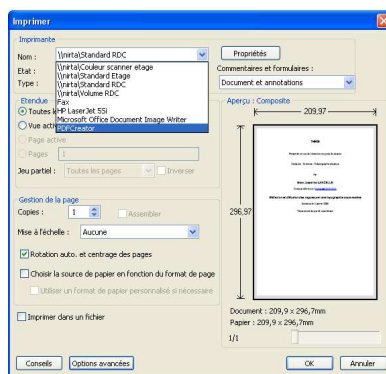 Imprimer
Imprimante
Nom :
\\nirta\Standard RDC
Propriétés
\\nirta\Couleur scanner etage
\\nirta\Standard Etage
\\nirta\Standard RDC
\\nirta\Volume RDC
Fax
HP LaserJet 5Si
Microsoft Office Document Image Writer
PDFCreator
Etat :
Type :
Commentaires et formulaires :
Document et annotations
Etendue
Toutes le
Vue activ
Page active
Pages
1
Jeu partiel :
Toutes les pages
Inverser
Aperçu : Composite
209,97
296,97
Gestion de la page
Copies :
1
Assembler
Mise à l'échelle :
Aucune
Rotation auto. et centrage des pages
Choisir la source de papier en fonction du format de page
Utiliser un format de papier personnalisé si nécessaire
Imprimer dans un fichier
Document : 209,9 x 296,7mm
Papier : 209,9 x 296,7mm
1/1
Conseils
Options avancées
OK
Annuler